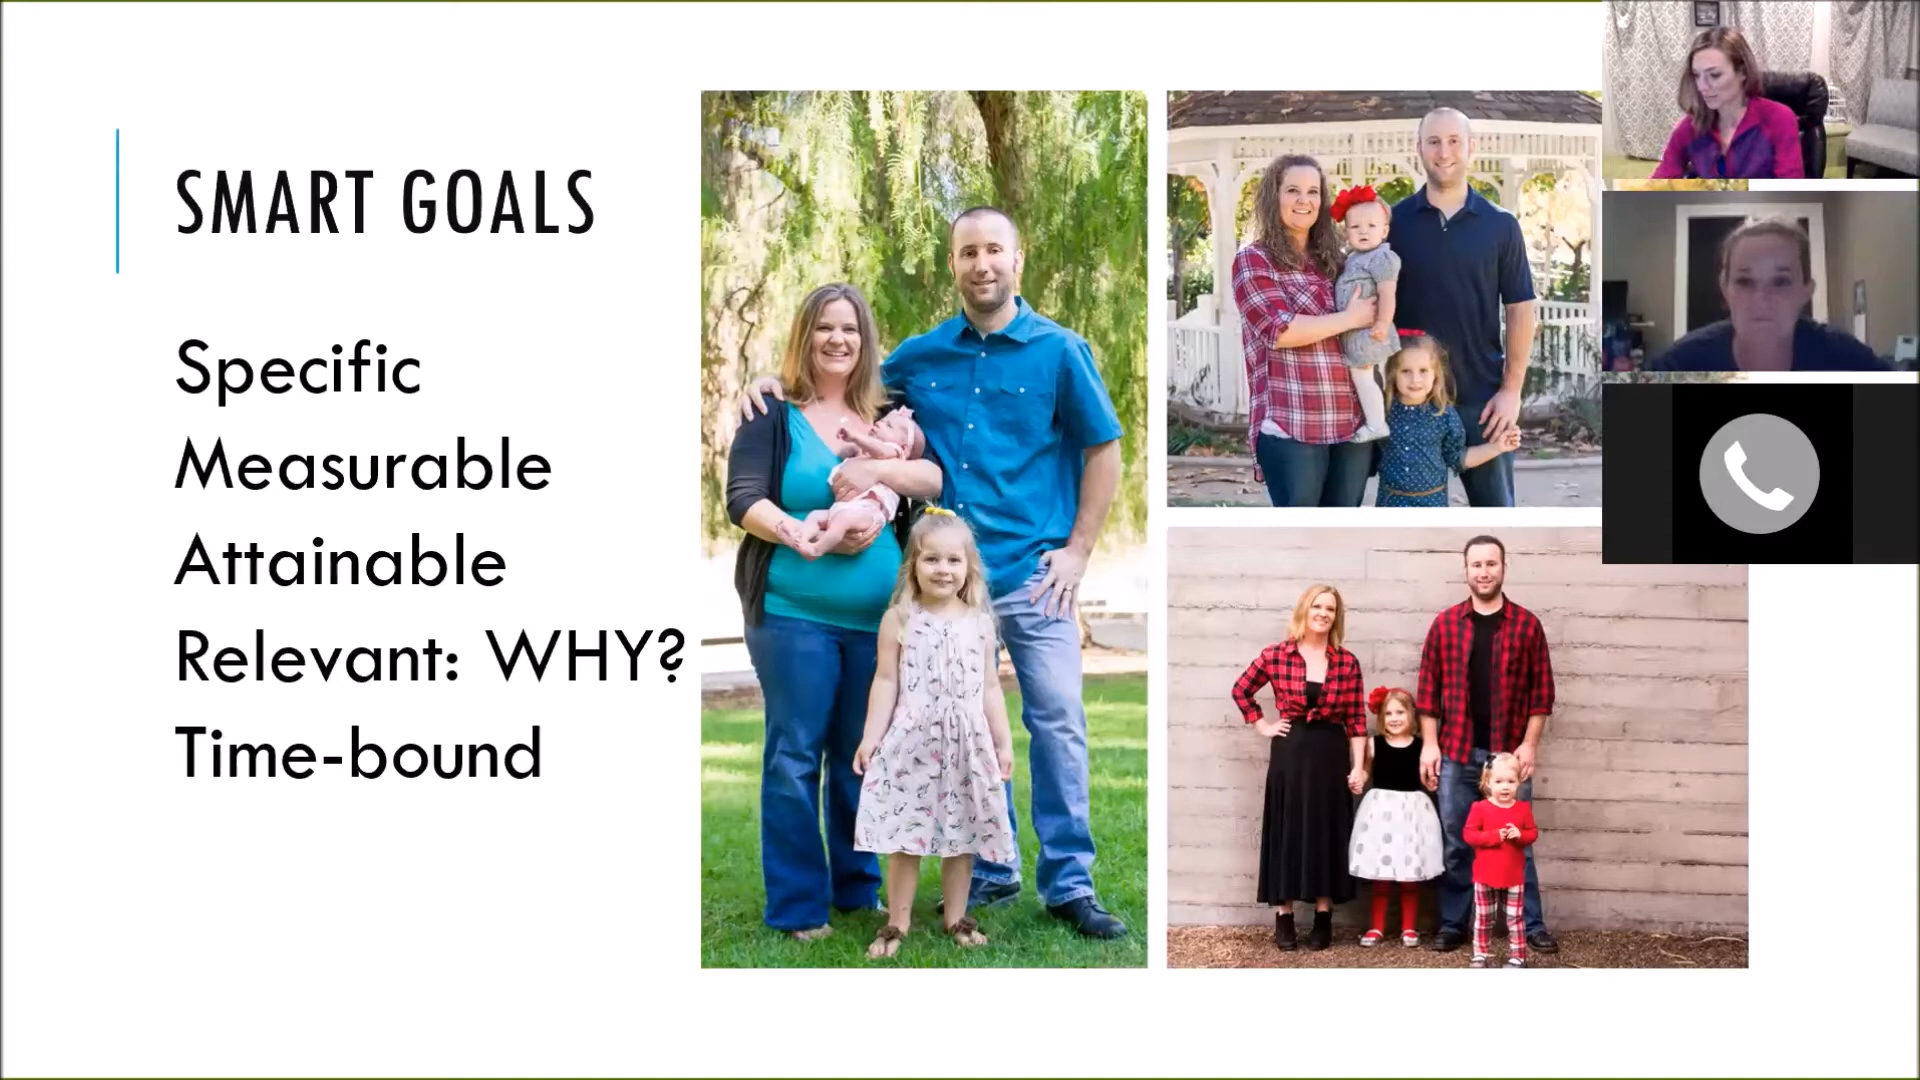 SMART GOALS
Specific
Measurable
Attainable
Relevant: WHY?
Time-bound